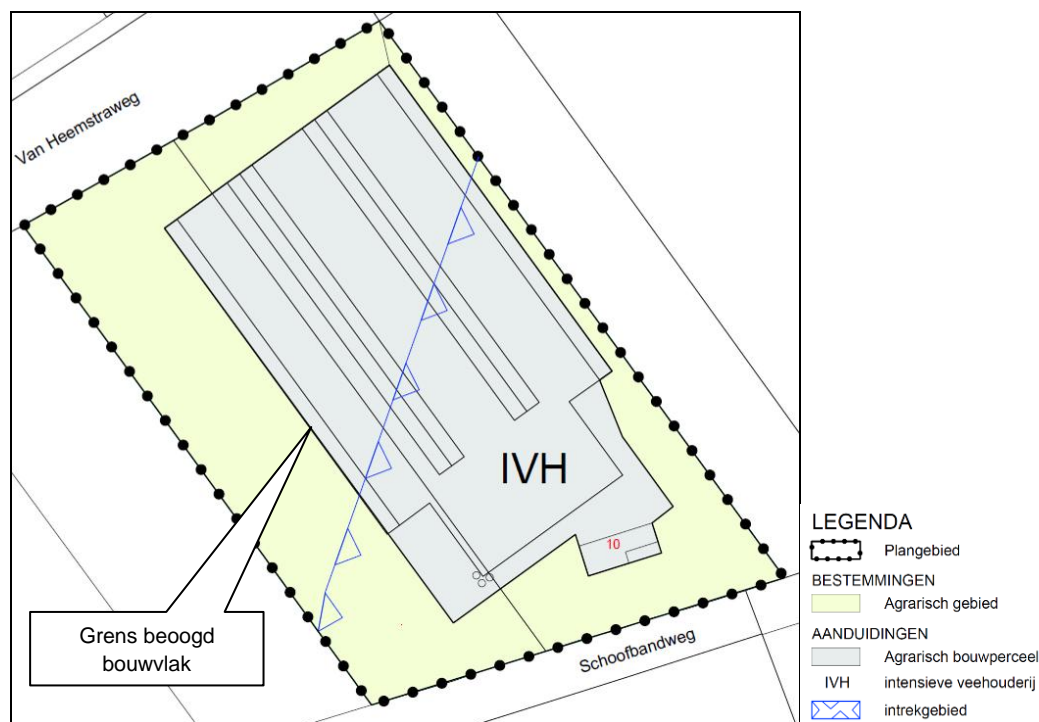 Van Heemstraweg
IVH
10
Grens beoogd
bouwvlak
Schoofbandweg
LEGENDA
Plangebied
BESTEMMINGEN
Agrarisch gebied
AANDUIDINGEN
Agrarisch bouwperceel
IVH intensieve veehouderij
intrekgebied